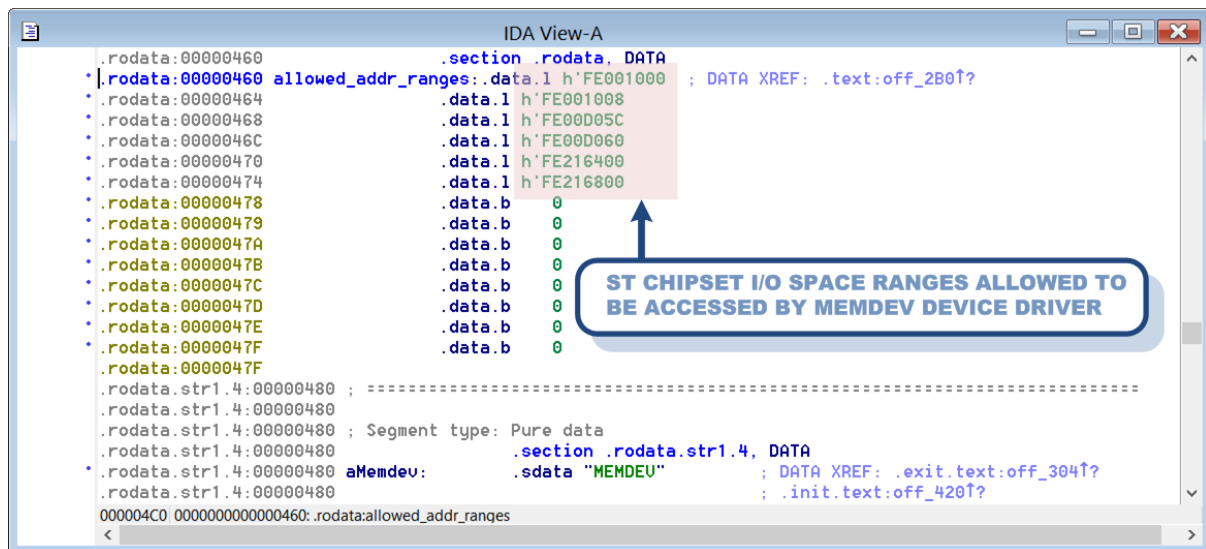 IDA View-A
.rodata:00000460 .section .rodata, DATA
.rodata:00000460 allowed_addr_ranges:.data.l h'FE001000 ; DATA XREF: .text:off_2B0↑?
.rodata:00000464 .data.l h'FE001008
.rodata:00000468 .data.l h'FE00D05C
.rodata:0000046C .data.l h'FE00D060
.rodata:00000470 .data.l h'FE216400
.rodata:00000474 .data.l h'FE216800
.rodata:00000478 .data.b 0
.rodata:00000479 .data.b 0
.rodata:0000047A .data.b 0
.rodata:0000047B .data.b 0
.rodata:0000047C .data.b 0
.rodata:0000047D .data.b 0
.rodata:0000047E .data.b 0
.rodata:0000047F .data.b 0
.rodata:0000047F
ST CHIPSET I/O SPACE RANGES ALLOWED TO
BE ACCESSED BY MEMDEV DEVICE DRIVER
.rodata.str1.4:00000480 ; ===========================================================================
.rodata.str1.4:00000480
.rodata.str1.4:00000480 ; Segment type: Pure data
.rodata.str1.4:00000480 .section .rodata.str1.4, DATA
.rodata.str1.4:00000480 aMemdev: .sdata "MEMDEV" ; DATA XREF: .exit.text:off_304↑?
.rodata.str1.4:00000480 ; .init.text:off_420↑?
000004C0 0000000000000460: .rodata:allowed_addr_ranges